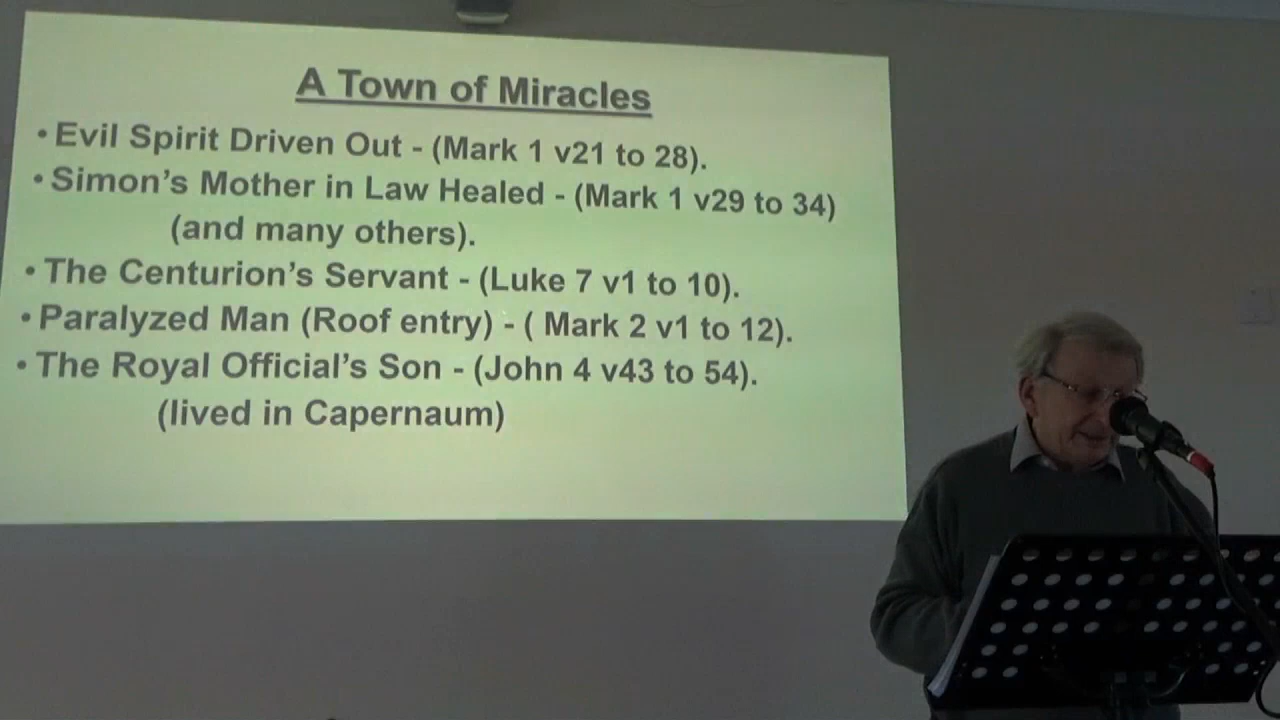 A Town of Miracles
• Evil Spirit Driven Out - (Mark 1 v21 to 28).
• Simon's Mother in Law Healed - (Mark 1 v29 to 34)
(and many others).
• The Centurion's Servant - (Luke 7 v1 to 10).
• Paralyzed Man (Roof entry) - ( Mark 2 v1 to 12).
• The Royal Official's Son - (John 4 v43 to 54).
(lived in Capernaum)